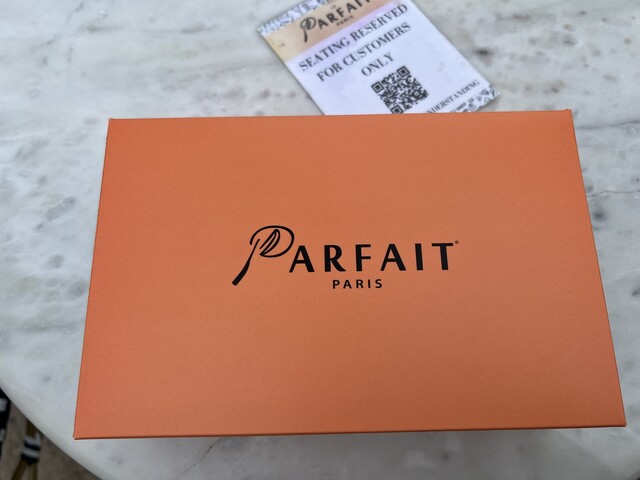 PARFAIT
PARIS
SEATING RESERVED
FOR CUSTOMERS
ONLY
PARFAIT
PARIS